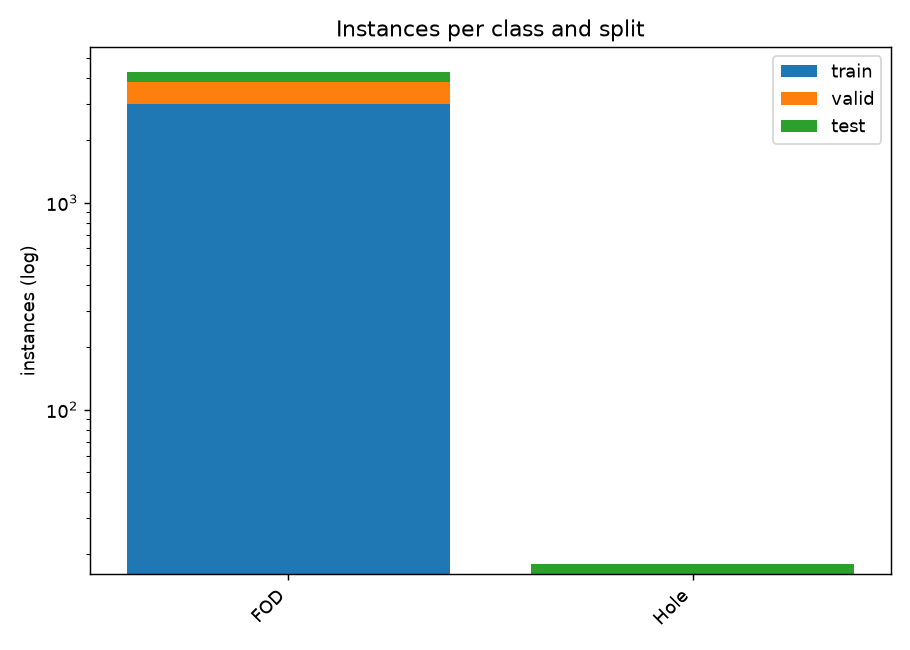 Instances per class and split
train
valid
test
instances (log)
10³
10²
FOD
Hole